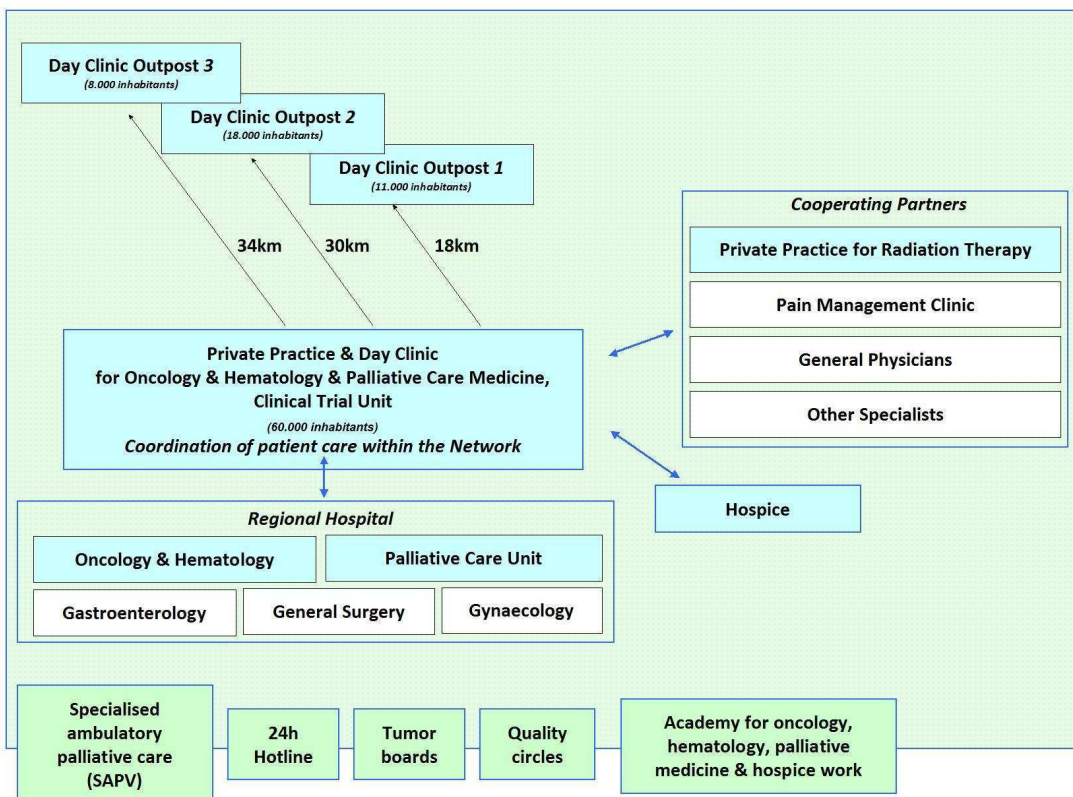 Day Clinic Outpost 3
(8.000 inhabitants)
Day Clinic Outpost 2
(18.000 inhabitants)
Day Clinic Outpost 1
(11.000 inhabitants)
34km
30km
18km
Cooperating Partners
Private Practice for Radiation Therapy
Pain Management Clinic
General Physicians
Other Specialists
Private Practice & Day Clinic
for Oncology & Hematology & Palliative Care Medicine,
Clinical Trial Unit
(60.000 inhabitants)
Coordination of patient care within the Network
Hospice
Regional Hospital
Oncology & Hematology
Palliative Care Unit
Gastroenterology
General Surgery
Gynaecology
Specialised
ambulatory
palliative care
(SAPV)
24h
Hotline
Tumor
boards
Quality
circles
Academy for oncology,
hematology, palliative
medicine & hospice work